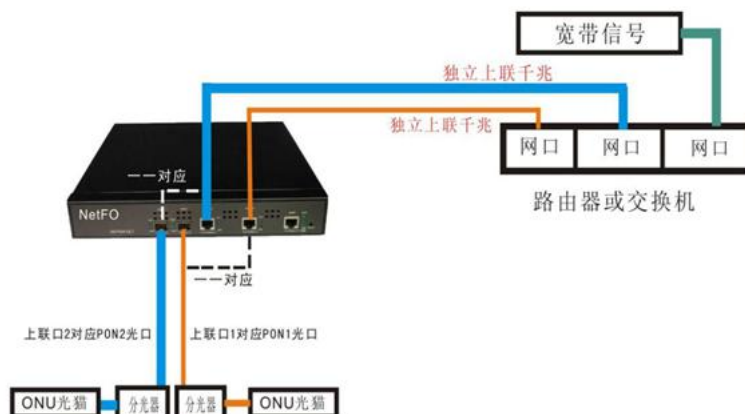 宽带信号
独立上联千兆
独立上联千兆
网口
网口
网口
路由器或交换机
一一对应
NetFO
一一对应
上联口2对应PON2光口
上联口1对应PON1光口
ONU光猫
分光器
分光器
ONU光猫